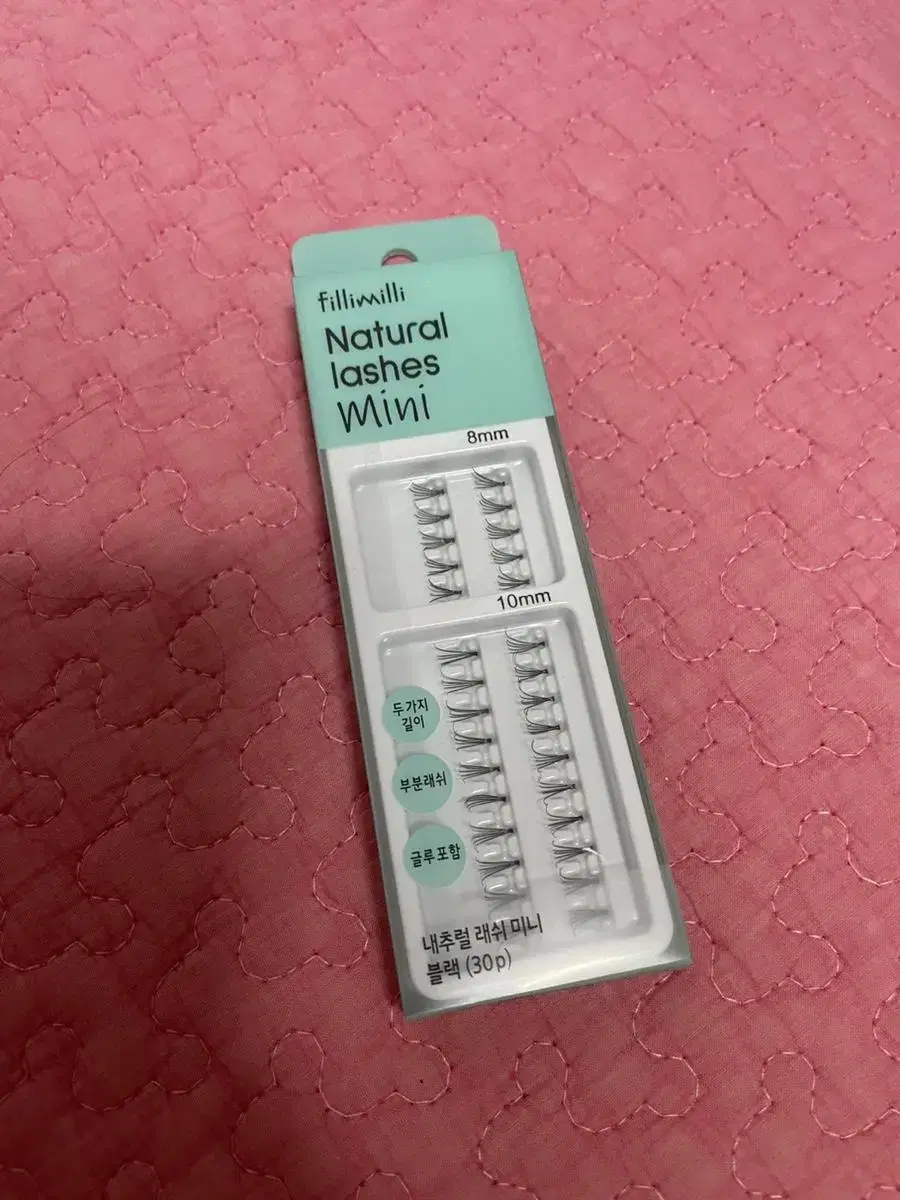 fillimilli
Natural
lashes
Mini
8mm
10mm
두가지
길이
부분래쉬
글루포함
내추럴 래쉬 미니
블랙 (30p)